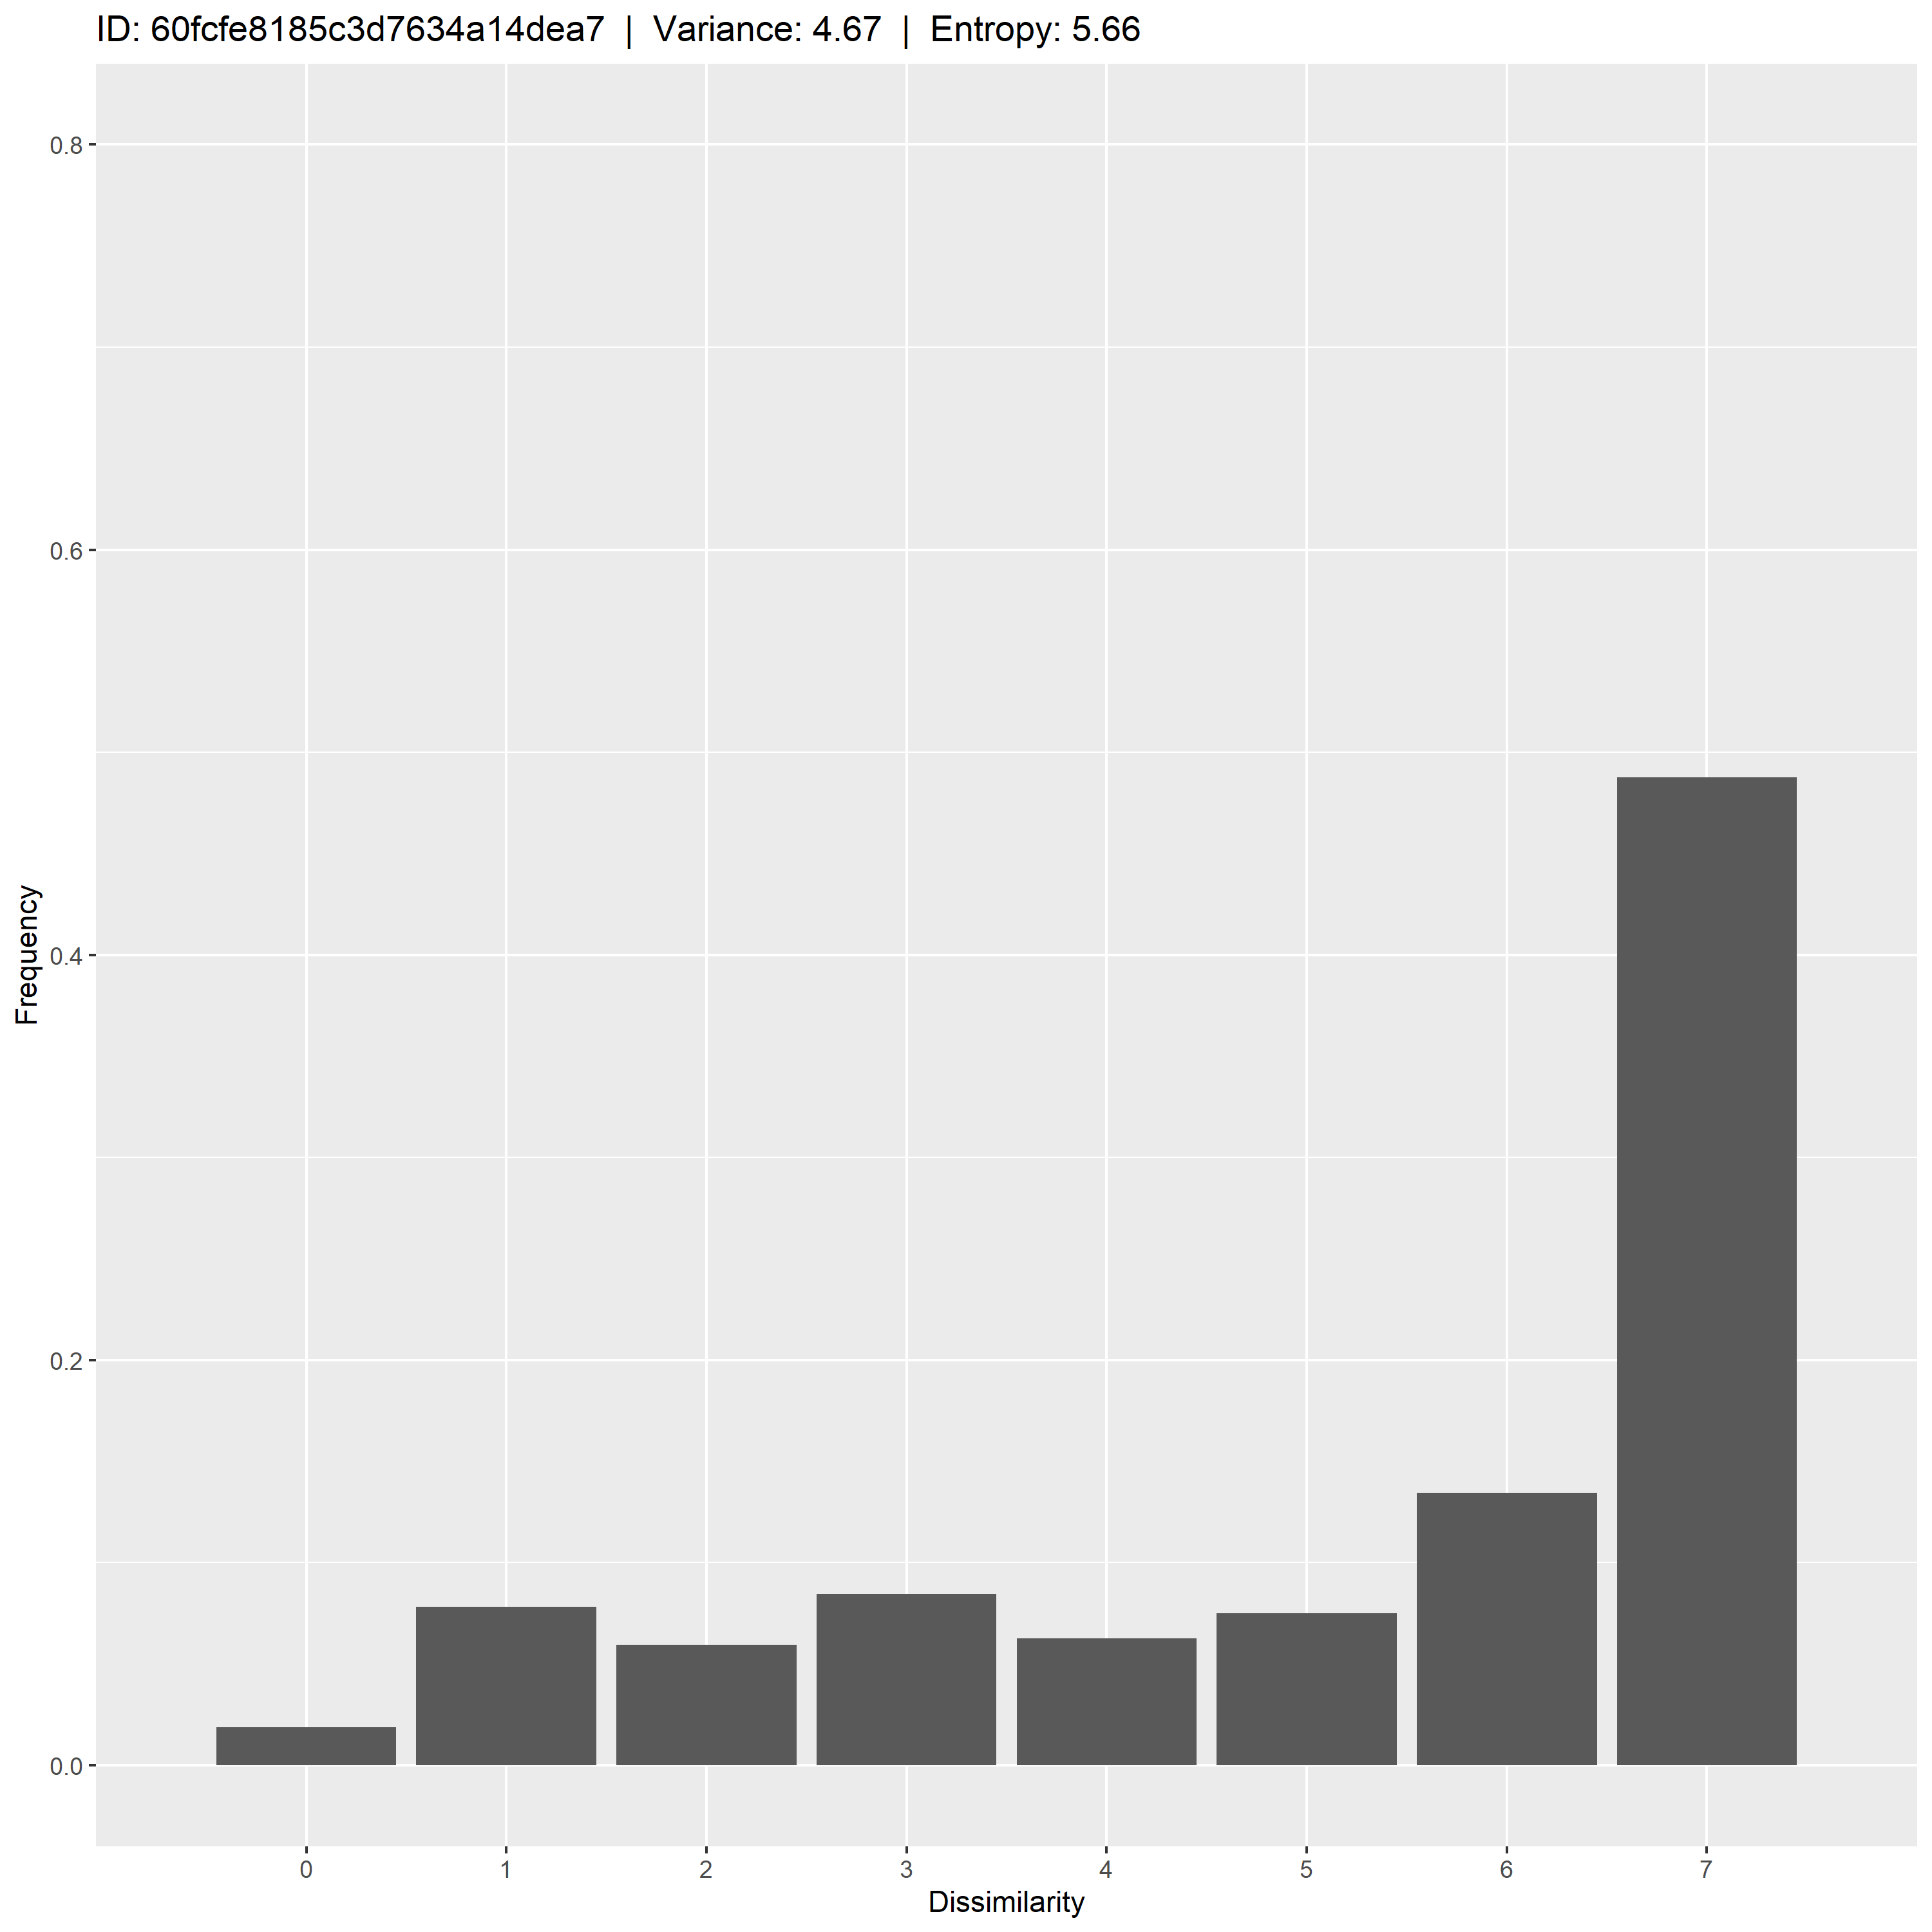 ID: 60fcfe8185c3d7634a14dea7 | Variance: 4.67 | Entropy: 5.66
0.8
0.6
0.4
0.2
0.0
Frequency
0 1 2 3 4 5 6 7
Dissimilarity